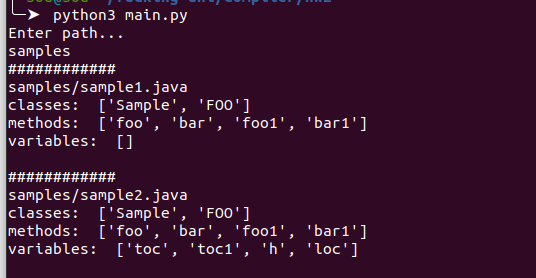 python3 main.py
Enter path...
samples
############
samples/sample1.java
classes:  ['Sample', 'FOO']
methods:  ['foo', 'bar', 'foo1', 'bar1']
variables:  []
############
samples/sample2.java
classes:  ['Sample', 'FOO']
methods:  ['foo', 'bar', 'foo1', 'bar1']
variables:  ['toc', 'toc1', 'h', 'loc']